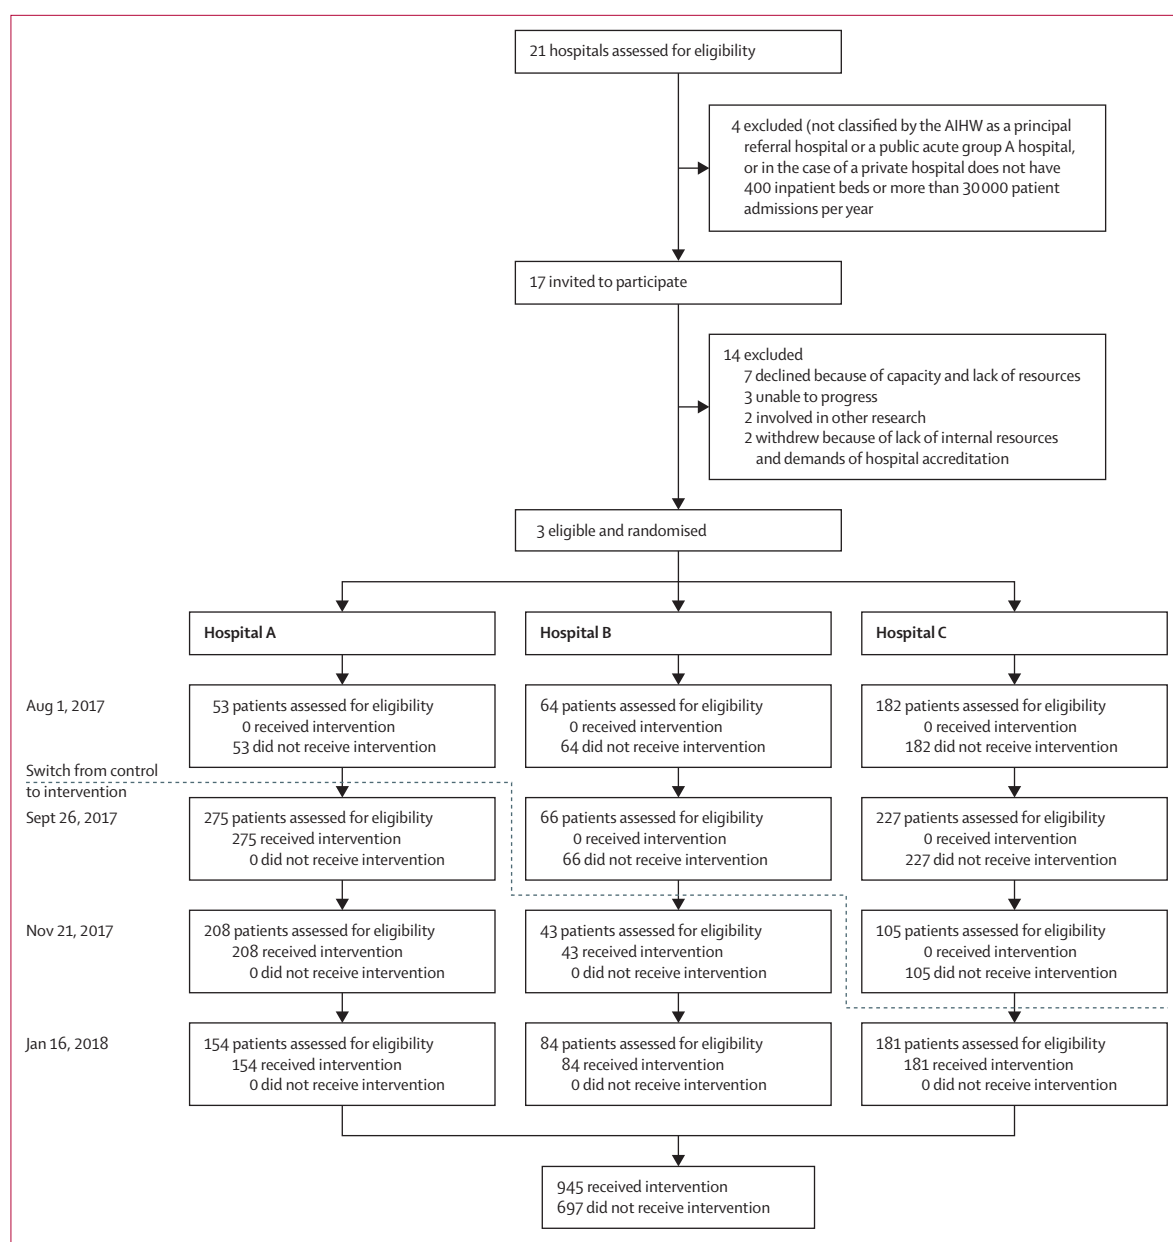 21 hospitals assessed for eligibility
4 excluded (not classified by the AIHW as a principal
referral hospital or a public acute group A hospital,
or in the case of a private hospital does not have
400 inpatient beds or more than 30 000 patient
admissions per year
17 invited to participate
14 excluded
7 declined because of capacity and lack of resources
3 unable to progress
2 involved in other research
2 withdrew because of lack of internal resources
and demands of hospital accreditation
3 eligible and randomised
Hospital A
Hospital B
Hospital C
Aug 1, 2017
53 patients assessed for eligibility
0 received intervention
53 did not receive intervention
64 patients assessed for eligibility
0 received intervention
64 did not receive intervention
182 patients assessed for eligibility
0 received intervention
182 did not receive intervention
Switch from control
to intervention
Sept 26, 2017
275 patients assessed for eligibility
275 received intervention
0 did not receive intervention
66 patients assessed for eligibility
0 received intervention
66 did not receive intervention
227 patients assessed for eligibility
0 received intervention
227 did not receive intervention
Nov 21, 2017
208 patients assessed for eligibility
208 received intervention
0 did not receive intervention
43 patients assessed for eligibility
43 received intervention
0 did not receive intervention
105 patients assessed for eligibility
0 received intervention
105 did not receive intervention
Jan 16, 2018
154 patients assessed for eligibility
154 received intervention
0 did not receive intervention
84 patients assessed for eligibility
84 received intervention
0 did not receive intervention
181 patients assessed for eligibility
181 received intervention
0 did not receive intervention
945 received intervention
697 did not receive intervention